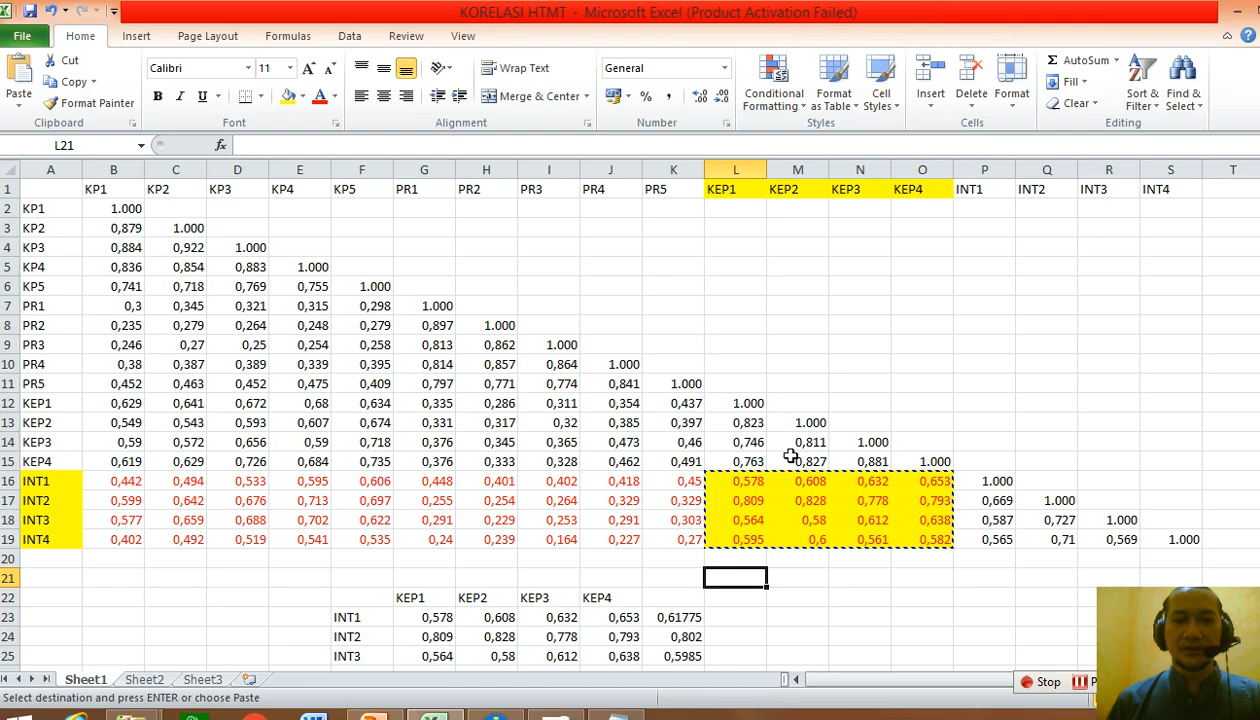 KORELASI HTMT - Microsoft Excel (Product Activation Failed)
File Home Insert Page Layout Formulas Data Review View
Paste Cut Copy Format Painter Clipboard
Calibri 11 B I U A Font
Wrap Text Merge & Center Alignment
General % , Number
Conditional Formatting Format as Table Cell Styles Styles
Insert Delete Format Cells
Σ AutoSum Fill Clear Sort & Filter Find & Select Editing
L21 fx
A B C D E F G H I J K L M N O P Q R S T
1 KP1 KP2 KP3 KP4 KP5 PR1 PR2 PR3 PR4 PR5 KEP1 KEP2 KEP3 KEP4 INT1 INT2 INT3 INT4
2 KP1 1.000
3 KP2 0,879 1.000
4 KP3 0,884 0,922 1.000
5 KP4 0,836 0,854 0,883 1.000
6 KP5 0,741 0,718 0,769 0,755 1.000
7 PR1 0,3 0,345 0,321 0,315 0,298 1.000
8 PR2 0,235 0,279 0,264 0,248 0,279 0,897 1.000
9 PR3 0,246 0,27 0,25 0,254 0,258 0,813 0,862 1.000
10 PR4 0,38 0,387 0,389 0,339 0,395 0,814 0,857 0,864 1.000
11 PR5 0,452 0,463 0,452 0,475 0,409 0,797 0,771 0,774 0,841 1.000
12 KEP1 0,629 0,641 0,672 0,68 0,634 0,335 0,286 0,311 0,354 0,437 1.000
13 KEP2 0,549 0,543 0,593 0,607 0,674 0,331 0,317 0,32 0,385 0,397 0,823 1.000
14 KEP3 0,59 0,572 0,656 0,59 0,718 0,376 0,345 0,365 0,473 0,46 0,746 0,811 1.000
15 KEP4 0,619 0,629 0,726 0,684 0,735 0,376 0,333 0,328 0,462 0,491 0,763 0,827 0,881 1.000
16 INT1 0,442 0,494 0,533 0,595 0,606 0,448 0,401 0,402 0,418 0,45 0,578 0,608 0,632 0,653 1.000
17 INT2 0,599 0,642 0,676 0,713 0,697 0,255 0,254 0,264 0,329 0,329 0,809 0,828 0,778 0,793 0,669 1.000
18 INT3 0,577 0,659 0,688 0,702 0,622 0,291 0,229 0,253 0,291 0,303 0,564 0,58 0,612 0,638 0,587 0,727 1.000
19 INT4 0,402 0,492 0,519 0,541 0,535 0,24 0,239 0,164 0,227 0,27 0,595 0,6 0,561 0,582 0,565 0,71 0,569 1.000
20
21
22 KEP1 KEP2 KEP3 KEP4
23 INT1 0,578 0,608 0,632 0,653 0,61775
24 INT2 0,809 0,828 0,778 0,793 0,802
25 INT3 0,564 0,58 0,612 0,638 0,5985
Sheet1 Sheet2 Sheet3 Stop
Select destination and press ENTER or choose Paste